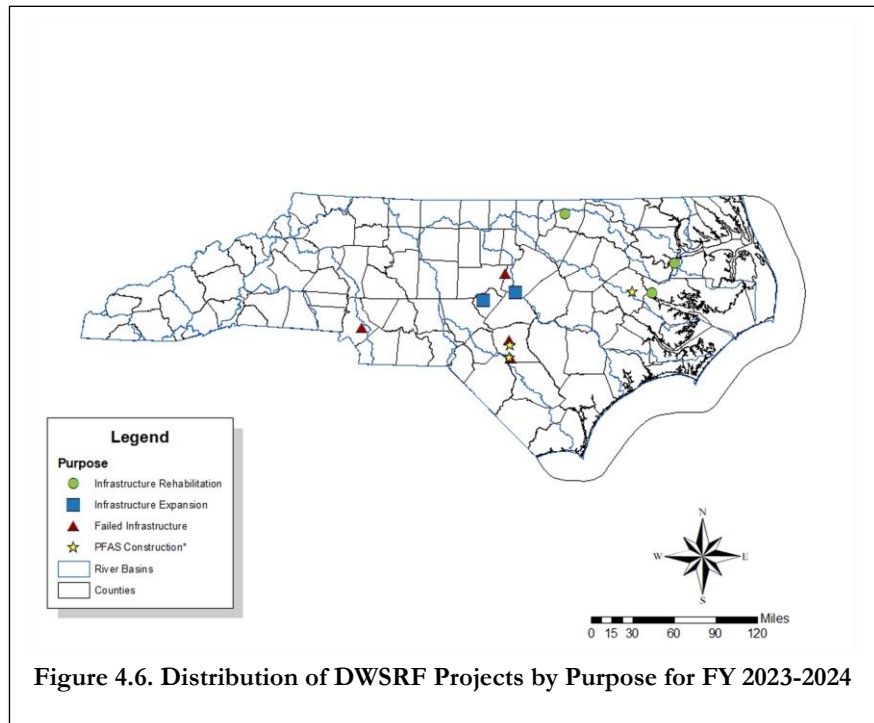 Legend
Purpose
Infrastructure Rehabilitation
Infrastructure Expansion
Failed Infrastructure
PFAS Construction*
River Basins
Counties
N
W E
S
Miles
0 15 30 60 90 120
Figure 4.6. Distribution of DWSRF Projects by Purpose for FY 2023-2024